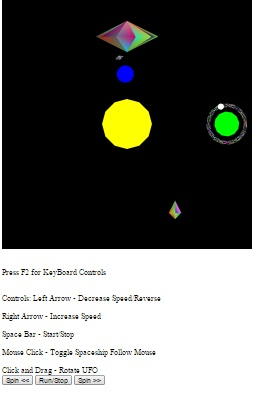 Press F2 for KeyBoard Controls
Controls: Left Arrow - Decrease Speed/Reverse
Right Arrow - Increase Speed
Space Bar - Start/Stop
Mouse Click - Toggle Spaceship Follow Mouse
Click and Drag - Rotate UFO
Spin << Run/Stop Spin >>